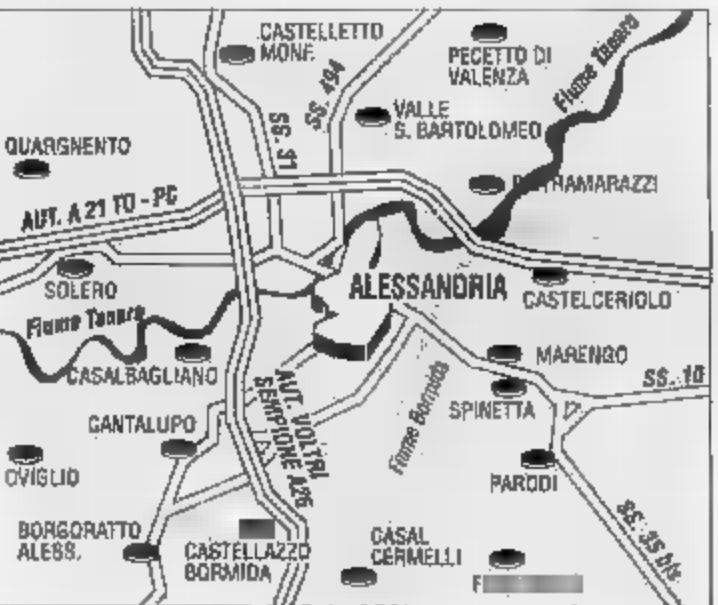 CASTELLETTO
MONF.
PECETTO DI
VALENZA
Fiume Tanaro
SS. 494
VALLE
S. BARTOLOMEO
SS. 31
QUARGNENTO
AUT. A 21 TO - PC
SOLERO
ALESSANDRIA
CASTELCERIOLO
Fiume Tanaro
CASALBAGLIANO
MARENGO
SS. 10
SPINETTA
AUT. VOLTRI
SEMPIONE A26
Fiume Bormida
CANTALUPO
OVIGLIO
PARODI
SS. 35 bis
BORGORATTO
ALESS.
CASTELLAZZO
BORMIDA
CASAL
CERMELLI